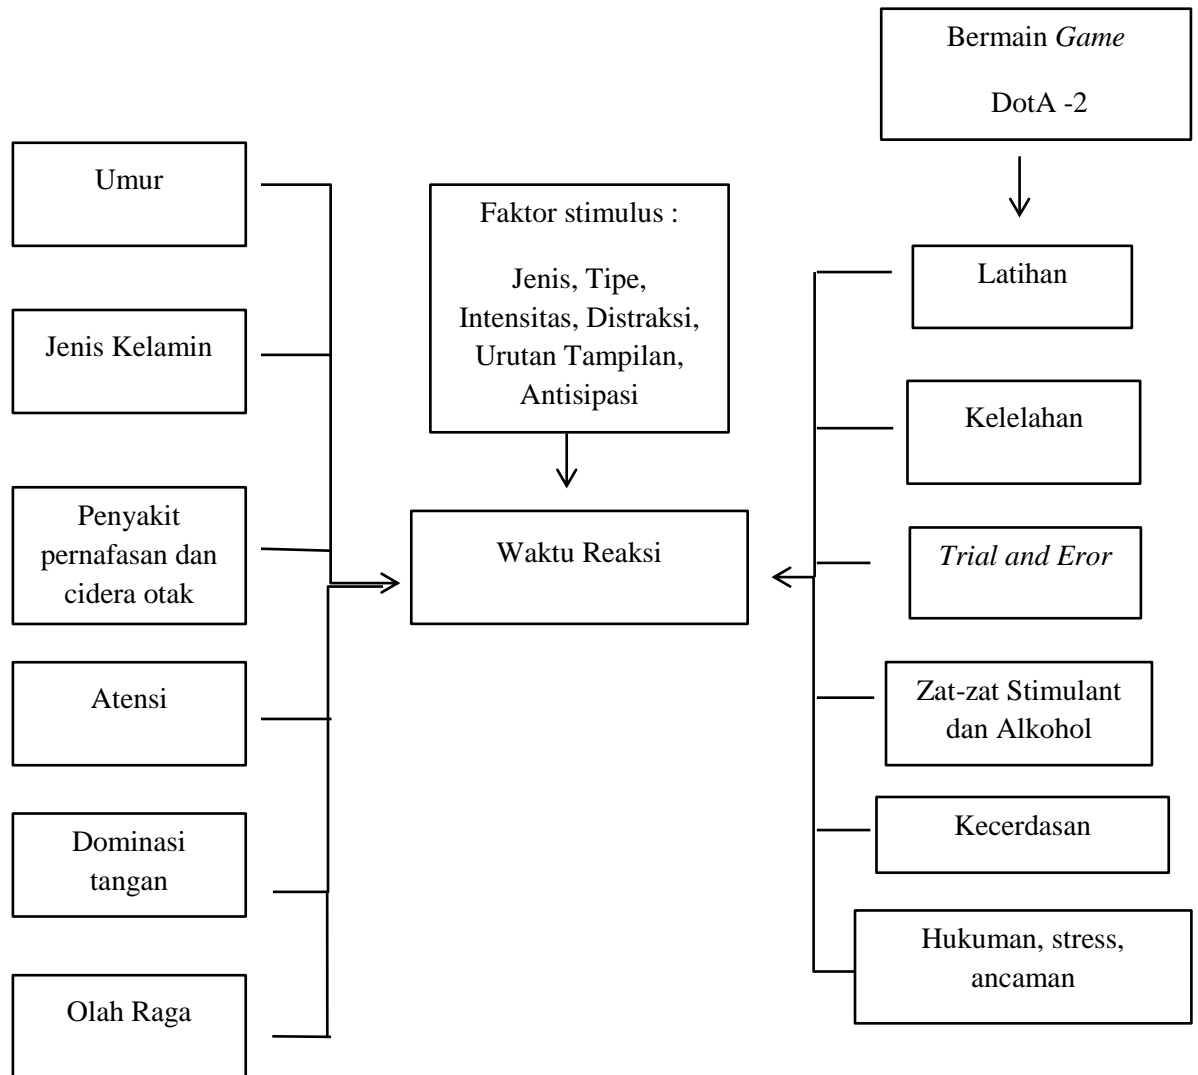 Bermain Game
DotA -2
Umur
Faktor stimulus :
Jenis, Tipe,
Intensitas, Distraksi,
Urutan Tampilan,
Antisipasi
Latihan
Jenis Kelamin
Kelelahan
Penyakit
pernafasan dan
cidera otak
Waktu Reaksi
Trial and Eror
Atensi
Zat-zat Stimulant
dan Alkohol
Dominasi
tangan
Kecerdasan
Hukuman, stress,
ancaman
Olah Raga